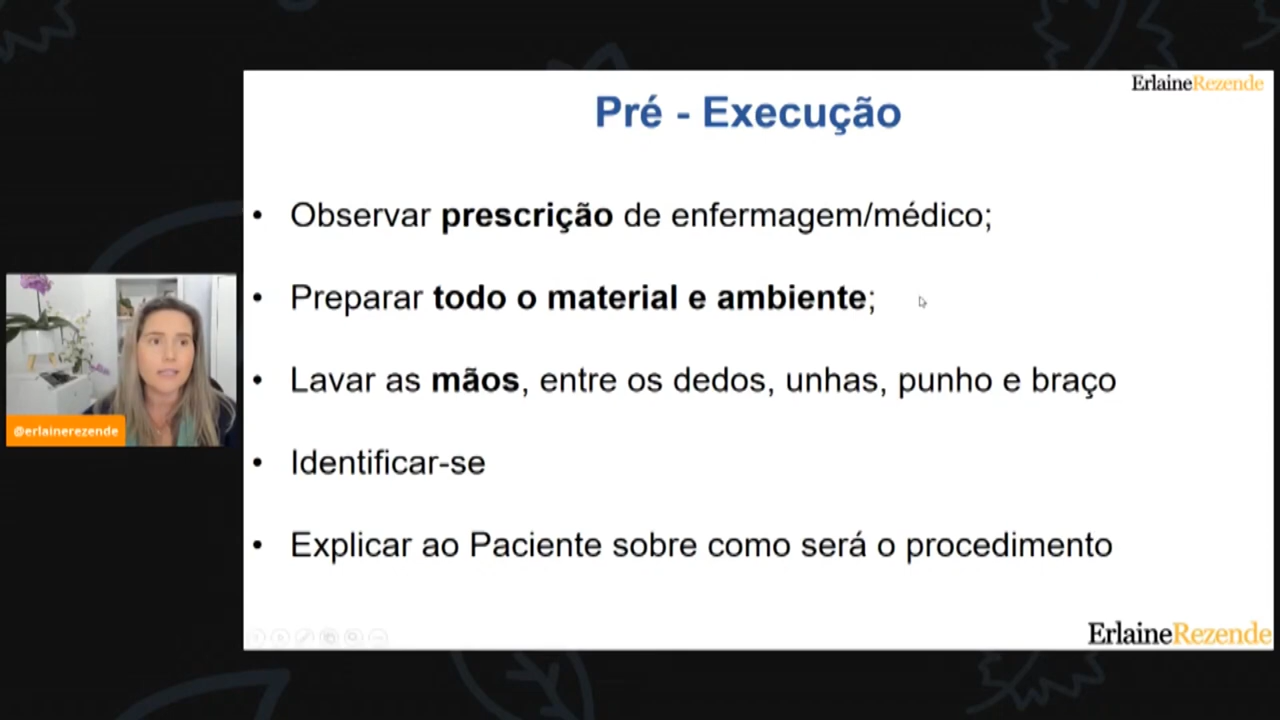 ErlaineRezende
Pré - Execução
• Observar prescrição de enfermagem/médico;
• Preparar todo o material e ambiente;
• Lavar as mãos, entre os dedos, unhas, punho e braço
• Identificar-se
• Explicar ao Paciente sobre como será o procedimento
@erlainerezende
ErlaineRezende